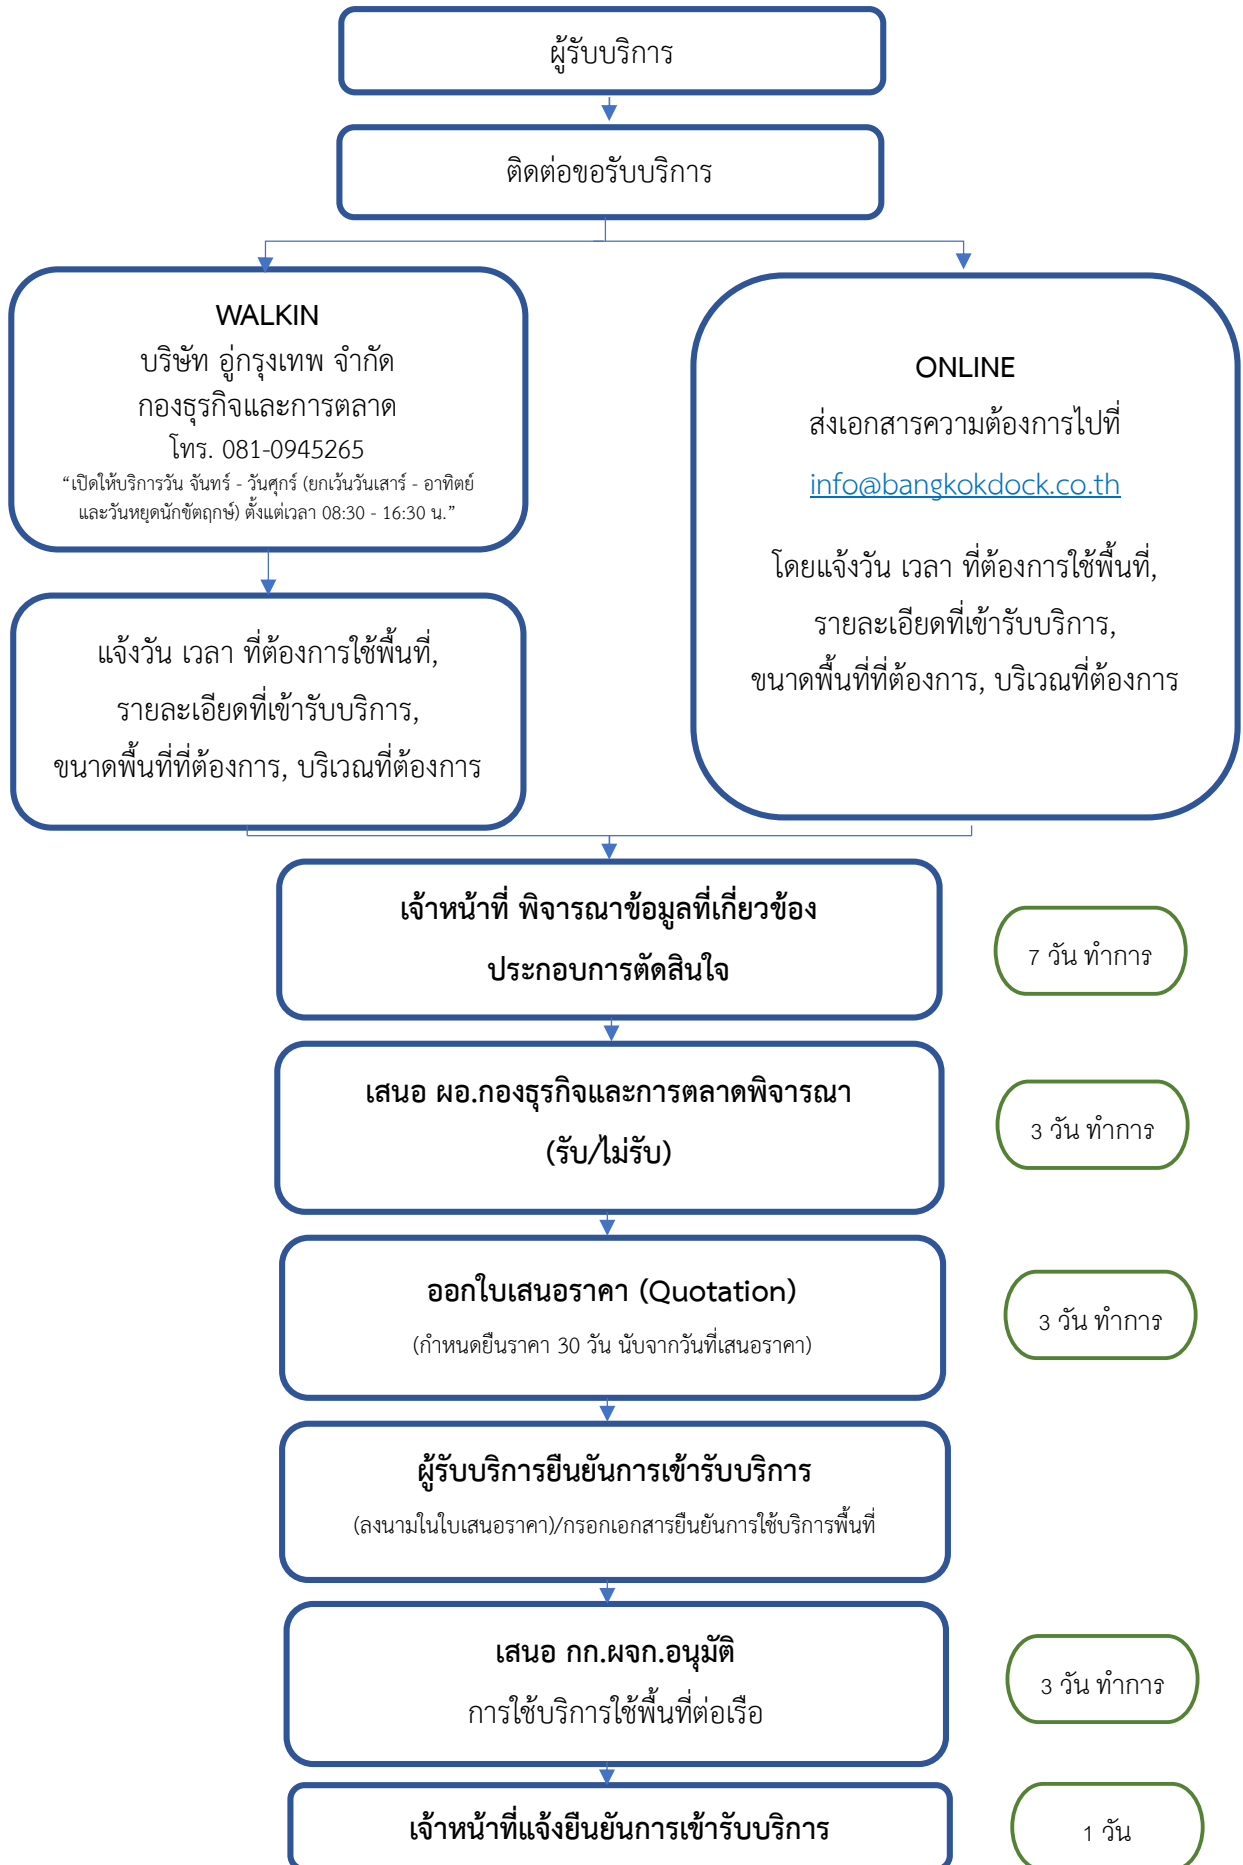 ผู้รับบริการ
ติดต่อขอรับบริการ
WALKIN
บริษัท อู่กรุงเทพ จำกัด
กองธุรกิจและการตลาด
โทร. 081-0945265
“เปิดให้บริการวัน จันทร์ - วันศุกร์ (ยกเว้นวันเสาร์ - อาทิตย์
และวันหยุดนักขัตฤกษ์) ตั้งแต่เวลา 08:30 - 16:30 น.”
แจ้งวัน เวลา ที่ต้องการใช้พื้นที่,
รายละเอียดที่เข้ารับบริการ,
ขนาดพื้นที่ที่ต้องการ, บริเวณที่ต้องการ
ONLINE
ส่งเอกสารความต้องการไปที่
info@bangkokdock.co.th
โดยแจ้งวัน เวลา ที่ต้องการใช้พื้นที่,
รายละเอียดที่เข้ารับบริการ,
ขนาดพื้นที่ที่ต้องการ, บริเวณที่ต้องการ
เจ้าหน้าที่ พิจารณาข้อมูลที่เกี่ยวข้อง
ประกอบการตัดสินใจ
7 วัน ทำการ
เสนอ ผอ.กองธุรกิจและการตลาดพิจารณา
(รับ/ไม่รับ)
3 วัน ทำการ
ออกใบเสนอราคา (Quotation)
(กำหนดยืนราคา 30 วัน นับจากวันที่เสนอราคา)
3 วัน ทำการ
ผู้รับบริการยืนยันการเข้ารับบริการ
(ลงนามในใบเสนอราคา)/กรอกเอกสารยืนยันการใช้บริการพื้นที่
เสนอ กก.ผจก.อนุมัติ
การใช้บริการใช้พื้นที่ต่อเรือ
3 วัน ทำการ
เจ้าหน้าที่แจ้งยืนยันการเข้ารับบริการ
1 วัน